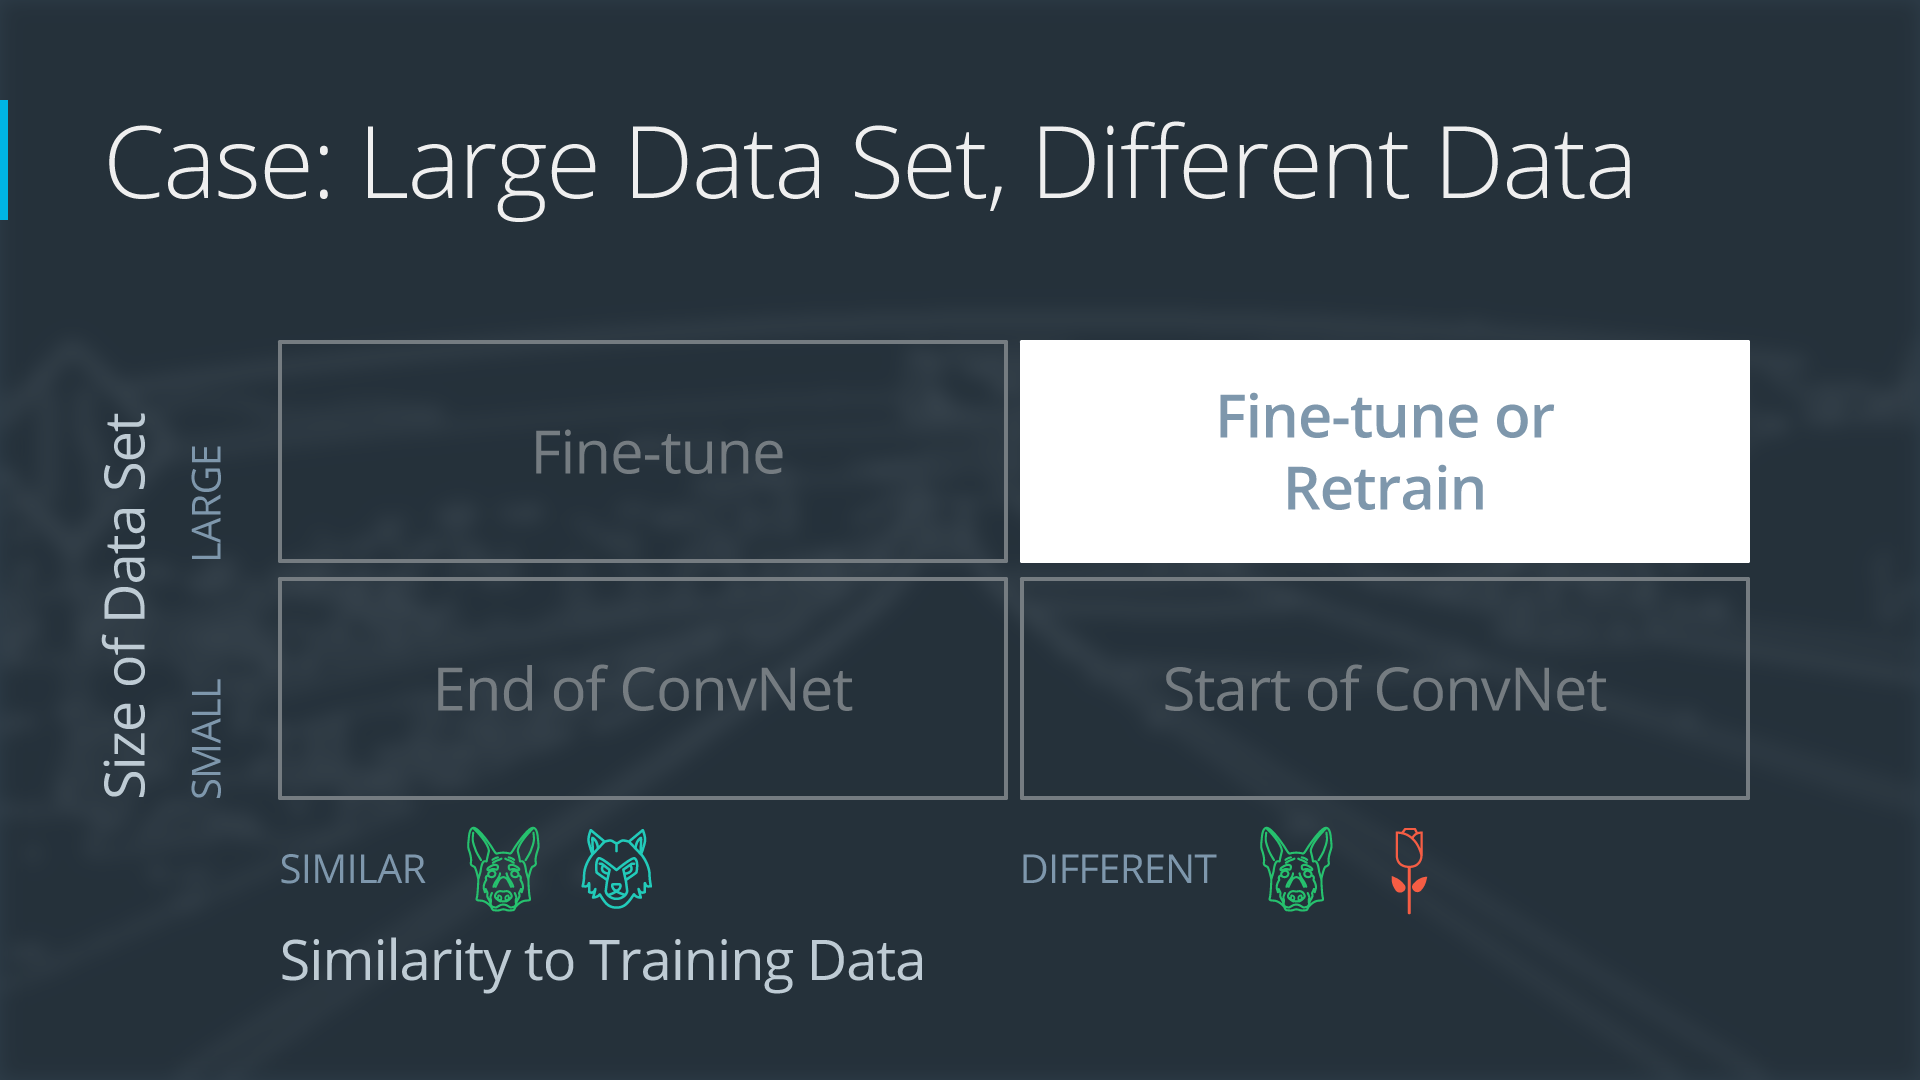 Case: Large Data Set, Different Data
Size of Data Set
LARGE
Fine-tune
Fine-tune or
Retrain
SMALL
End of ConvNet
Start of ConvNet
SIMILAR
DIFFERENT
Similarity to Training Data